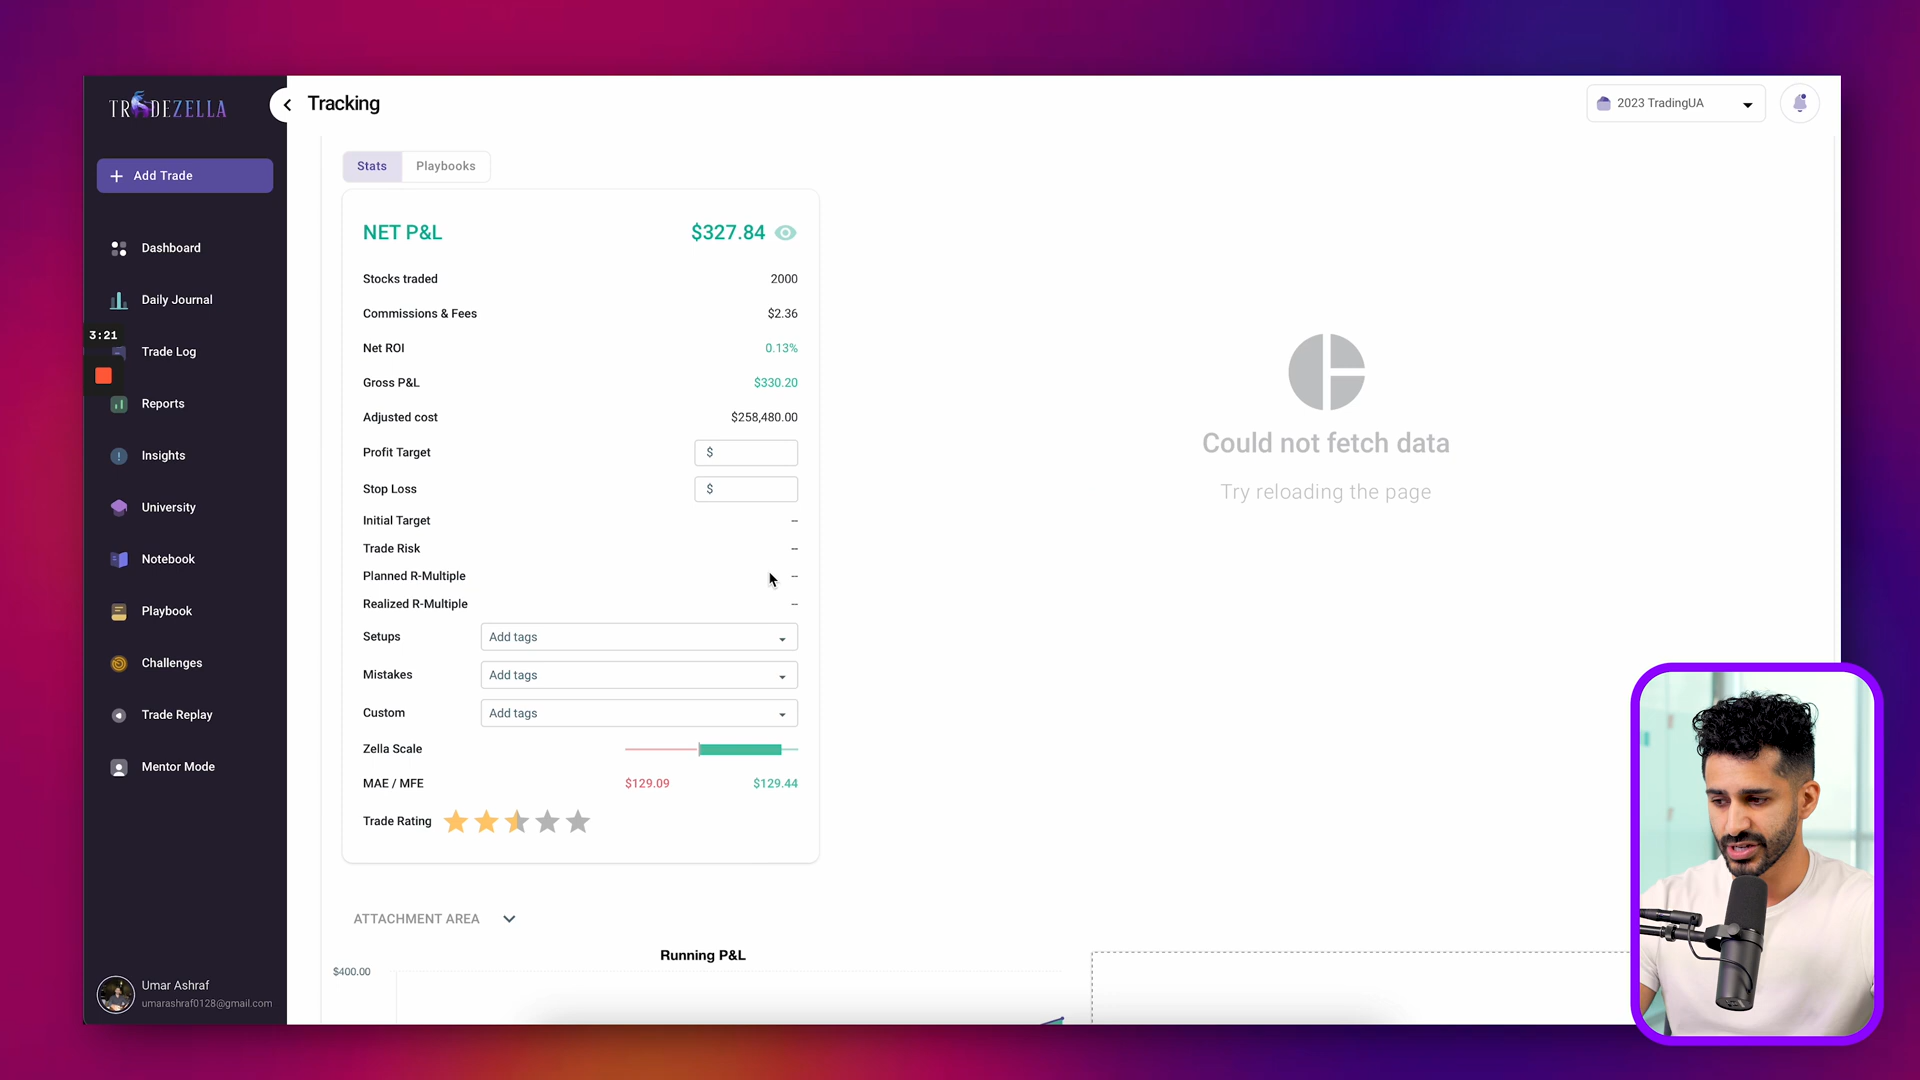 TRADEZELLA
Tracking
2023 TradingUA
Add Trade
Dashboard
Daily Journal
3:21
Trade Log
Reports
Insights
University
Notebook
Playbook
Challenges
Trade Replay
Mentor Mode
Umar Ashraf
umarashraf0128@gmail.com
Stats Playbooks
NET P&L $327.84
Stocks traded 2000
Commissions & Fees $2.36
Net ROI 0.13%
Gross P&L $330.20
Adjusted cost $258,480.00
Profit Target $
Stop Loss $
Initial Target --
Trade Risk --
Planned R-Multiple --
Realized R-Multiple --
Setups Add tags
Mistakes Add tags
Custom Add tags
Zella Scale
MAE / MFE $129.09 $129.44
Trade Rating
Could not fetch data
Try reloading the page
ATTACHMENT AREA
Running P&L
$400.00